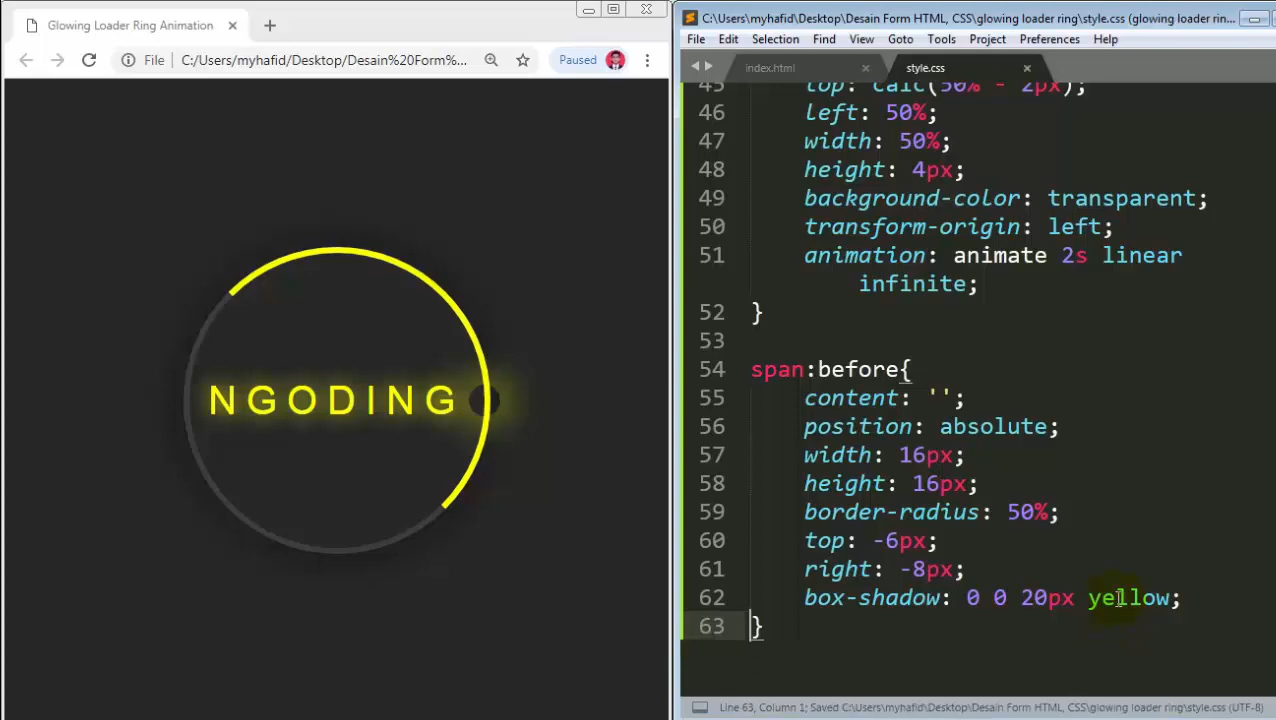 Glowing Loader Ring Animation
File C:/Users/myhafid/Desktop/Desain%20Form%... Paused
NGODING
C:\Users\myhafid\Desktop\Desain Form HTML, CSS\glowing loader ring\style.css (glowing loader rin...
File Edit Selection Find View Goto Tools Project Preferences Help
index.html style.css
45 top: calc(50% - 2px);
46 left: 50%;
47 width: 50%;
48 height: 4px;
49 background-color: transparent;
50 transform-origin: left;
51 animation: animate 2s linear
infinite;
52 }
53
54 span:before{
55 content: '';
56 position: absolute;
57 width: 16px;
58 height: 16px;
59 border-radius: 50%;
60 top: -6px;
61 right: -8px;
62 box-shadow: 0 0 20px yellow;
63 }
Line 63, Column 1; Saved C:\Users\myhafid\Desktop\Desain Form HTML, CSS\glowing loader ring\style.css (UTF-8)